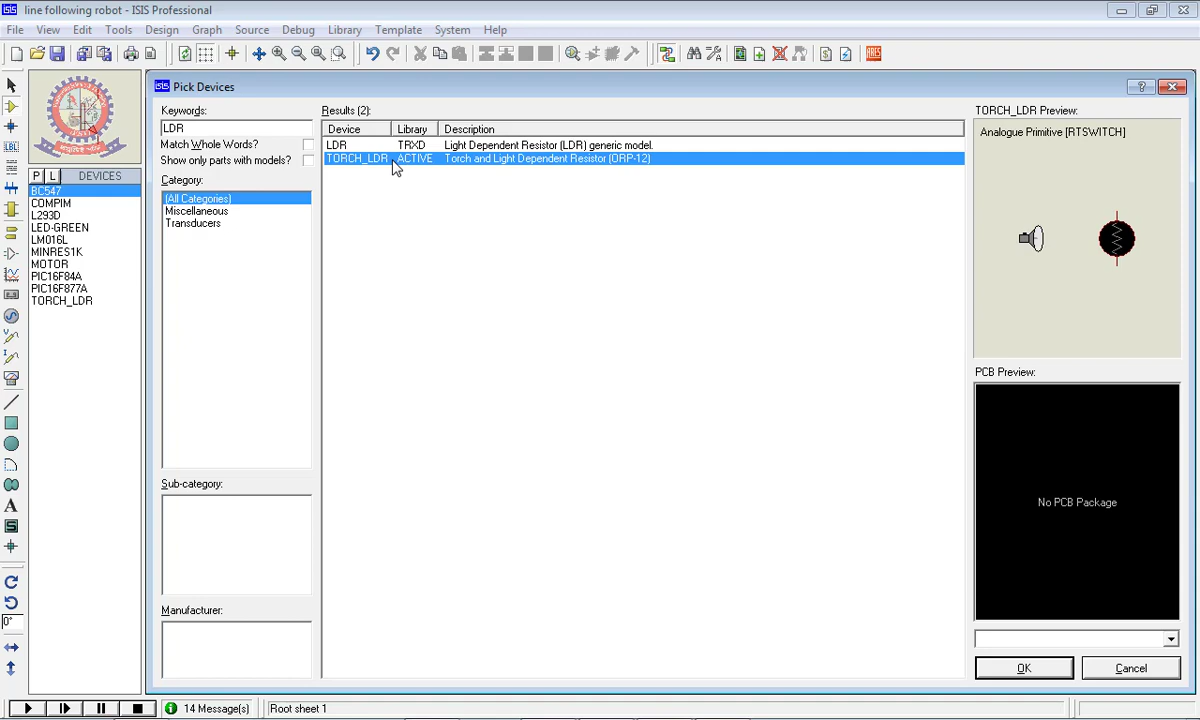 line following robot - ISIS Professional
File View Edit Tools Design Graph Source Debug Library Template System Help
Pick Devices
Keywords:
LDR
Match Whole Words?
Show only parts with models?
Category:
(All Categories)
Miscellaneous
Transducers
Sub-category:
Manufacturer:
Results (2):
Device Library Description
LDR TRXD Light Dependent Resistor (LDR) generic model.
TORCH_LDR ACTIVE Torch and Light Dependent Resistor (ORP-12)
TORCH_LDR Preview:
Analogue Primitive [RTSWITCH]
PCB Preview:
No PCB Package
OK Cancel
P L DEVICES
BC547
COMPIM
L293D
LED-GREEN
LM016L
MINRES1K
MOTOR
PIC16F84A
PIC16F877A
TORCH_LDR
LBL
A
S
0°
14 Message(s) Root sheet 1